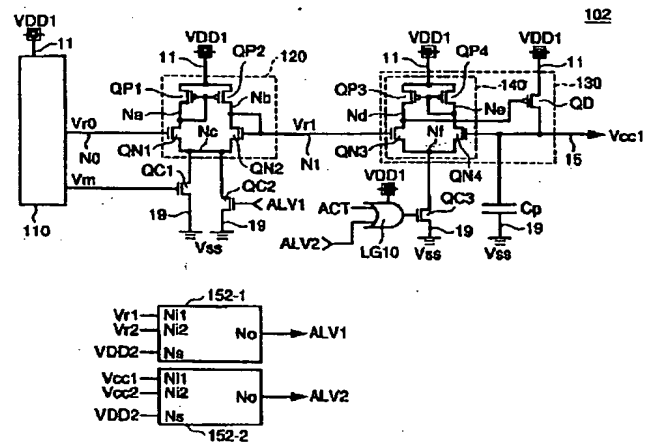 102
VDD1
VDD1
VDD1
VDD1
11
11
11
11
120
QP2
QP1
Na
Nb
Nc
QN1
QN2
Vr0
N0
Vm
QC1
QC2
ALV1
19
19
Vss
Vss
110
Vr1
N1
140
130
QP4
QP3
Nd
Ne
QD
Nf
QN3
QN4
Vcc1
15
VDD1
ACT
ALV2
LG10
QC3
19
Vss
Cp
19
Vss
152-1
Vr1
Ni1
Vr2
Ni2
No
ALV1
VDD2
Ns
Vcc1
Ni1
Vcc2
Ni2
No
ALV2
VDD2
Ns
152-2